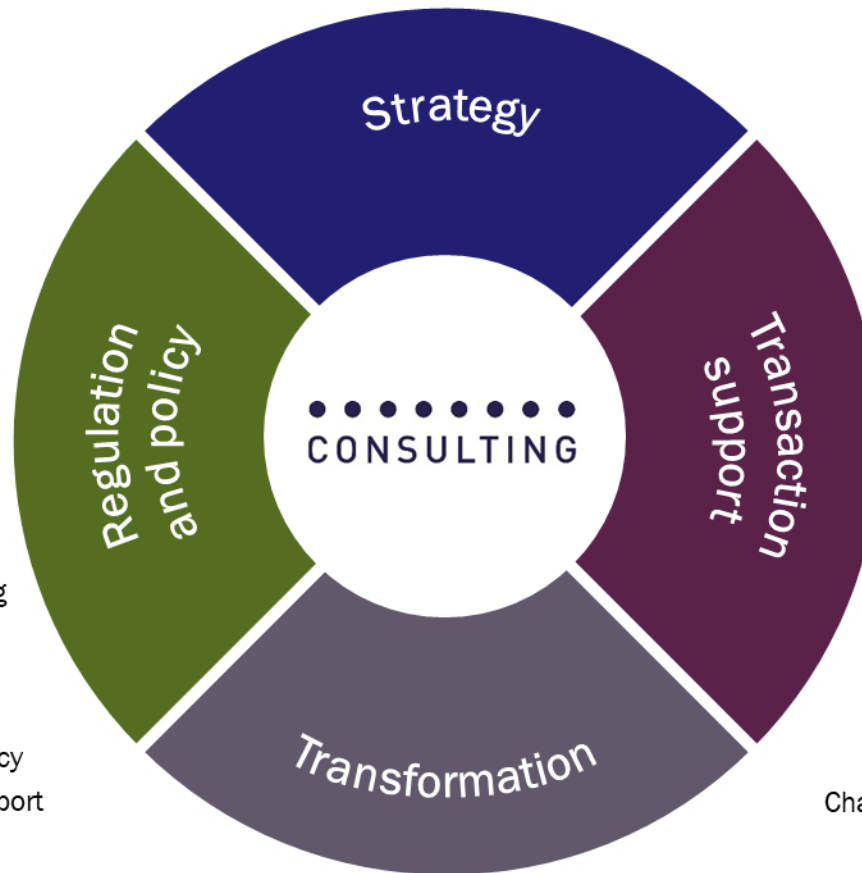 Strategy
Regulation
and policy
CONSULTING
Transaction
support
Transformation